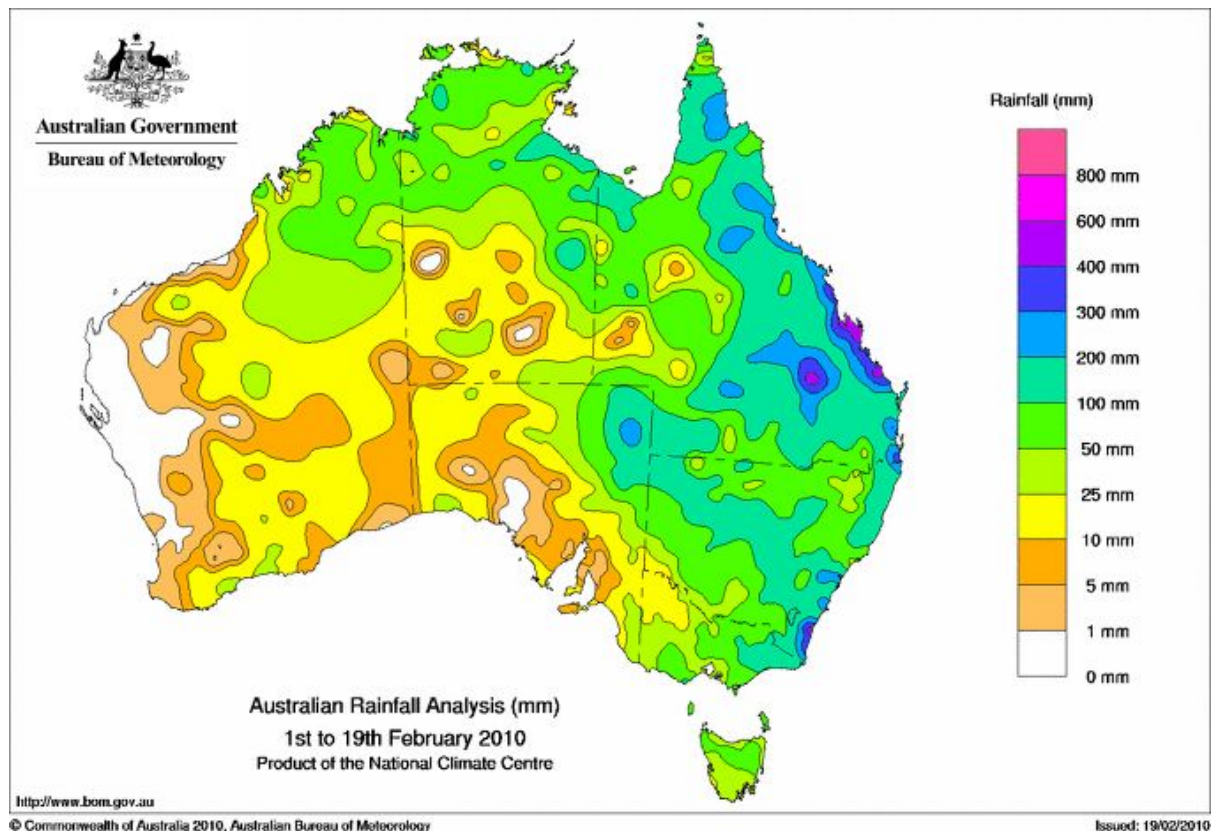 Australian Government
Bureau of Meteorology
Rainfall (mm)
800 mm
600 mm
400 mm
300 mm
200 mm
100 mm
50 mm
25 mm
10 mm
5 mm
1 mm
0 mm
Australian Rainfall Analysis (mm)
1st to 19th February 2010
Product of the National Climate Centre
http://www.bom.gov.au
© Commonwealth of Australia 2010, Australian Bureau of Meteorology
Issued: 19/02/2010